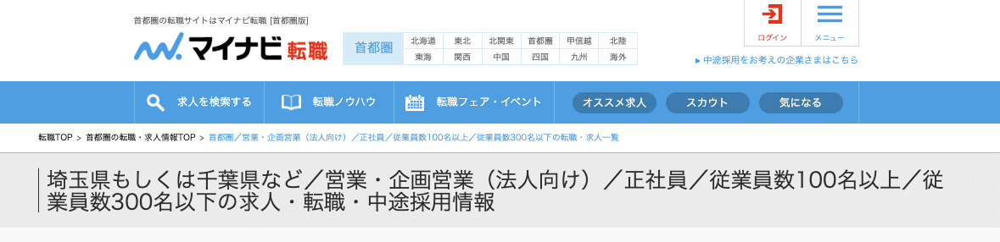 首都圏の転職サイトはマイナビ転職 [首都圏版]
マイナビ転職
首都圏
北海道 東北 北関東 首都圏 甲信越 北陸
東海 関西 中国 四国 九州 海外
ログイン
メニュー
中途採用をお考えの企業さまはこちら
求人を検索する 転職ノウハウ 転職フェア・イベント オススメ求人 スカウト 気になる
転職TOP > 首都圏の転職・求人情報TOP > 首都圏／営業・企画営業（法人向け）／正社員／従業員数100名以上／従業員数300名以下の転職・求人一覧
埼玉県もしくは千葉県など／営業・企画営業（法人向け）／正社員／従業員数100名以上／従
業員数300名以下の求人・転職・中途採用情報